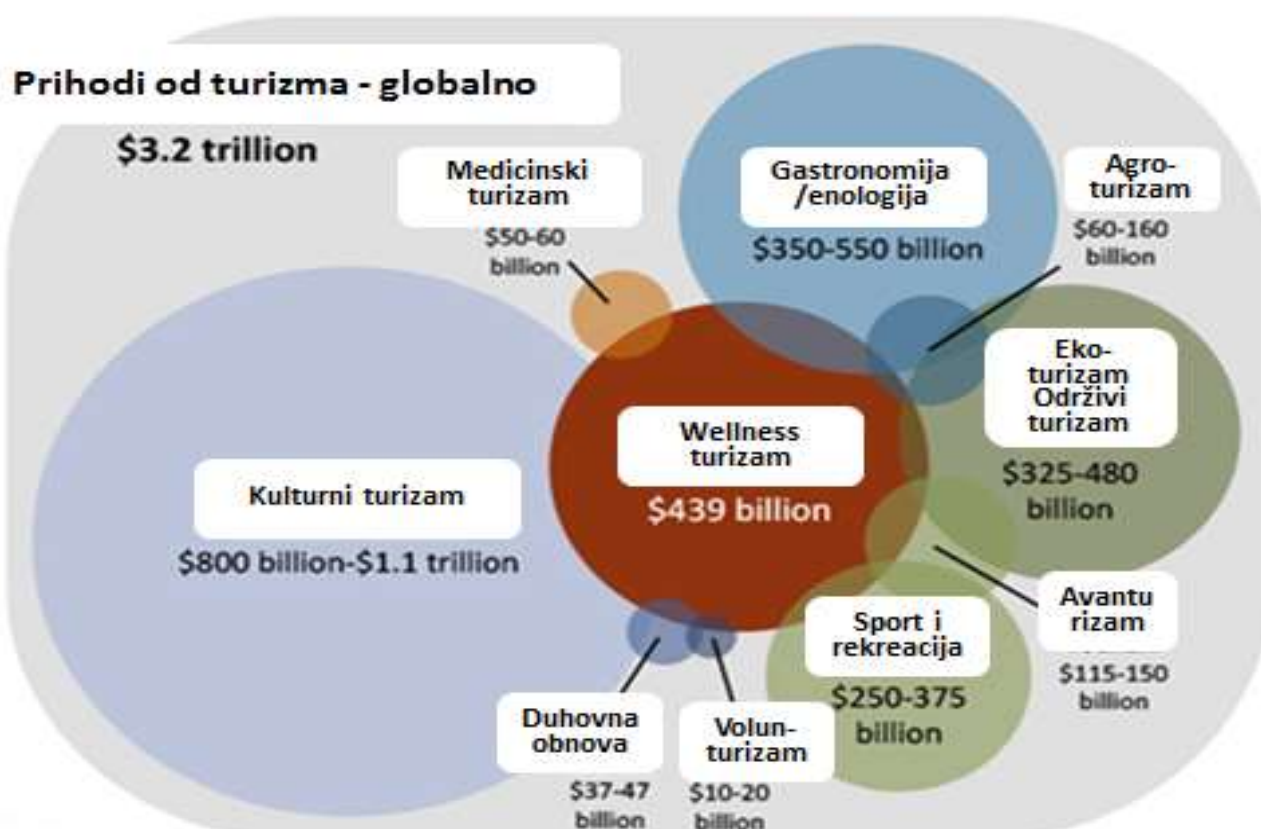 Prihodi od turizma - globalno
$3.2 trillion
Medicinski
turizam
$50-60
billion
Gastronomija
/enologija
$350-550 billion
Agro-
turizam
$60-160
billion
Eko-
turizam
Održivi
turizam
$325-480
billion
Wellness
turizam
$439 billion
Kulturni turizam
$800 billion-$1.1 trillion
Avantu
rizam
$115-150
billion
Sport i
rekreacija
$250-375
billion
Duhovna
obnova
$37-47
billion
Volun-
turizam
$10-20
billion